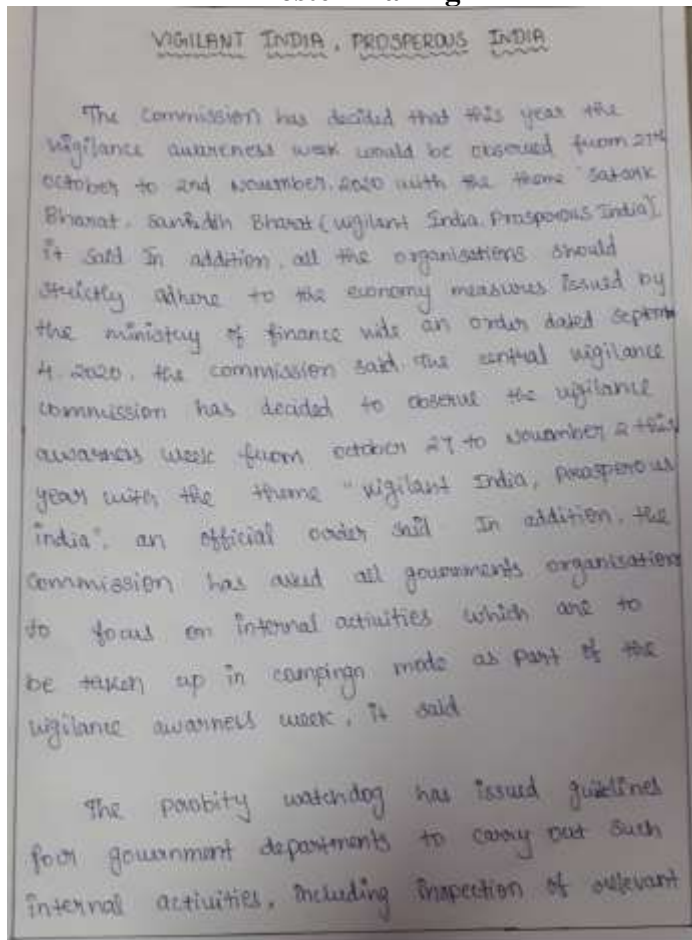 VIGILANT INDIA, PROSPEROUS INDIA
The Commission has decided that this year the
vigilance awareness week would be observed from 27th
October to 2nd November, 2020 with the theme "Satark
Bharat, Samriddh Bharat (Vigilant India, Prosperous India)",
it said In addition, all the organisations should
strictly adhere to the economy measures issued by
the ministry of finance vide an order dated Septem
4, 2020, the commission said. The central vigilance
commission has decided to observe the vigilance
awarness week from october 27 to November 2 this
year with the theme "vigilant India, prosperous
india", an official order said In addition, the
commission has asked all governments organisations
to focus on internal activities which are to
be taken up in campingn mode as part of the
vigilance awarness week, it said
The probity watchdog has issued guidlines
for government departments to carry out such
internal activities, including inspection of relevant